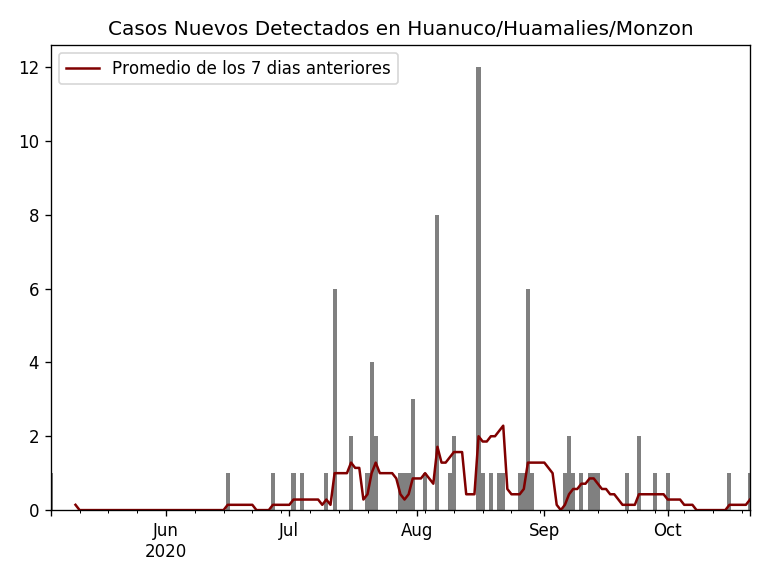 Casos Nuevos Detectados en Huanuco/Huamalies/Monzon
Promedio de los 7 dias anteriores
12
10
8
6
4
2
0
Jun
2020
Jul
Aug
Sep
Oct